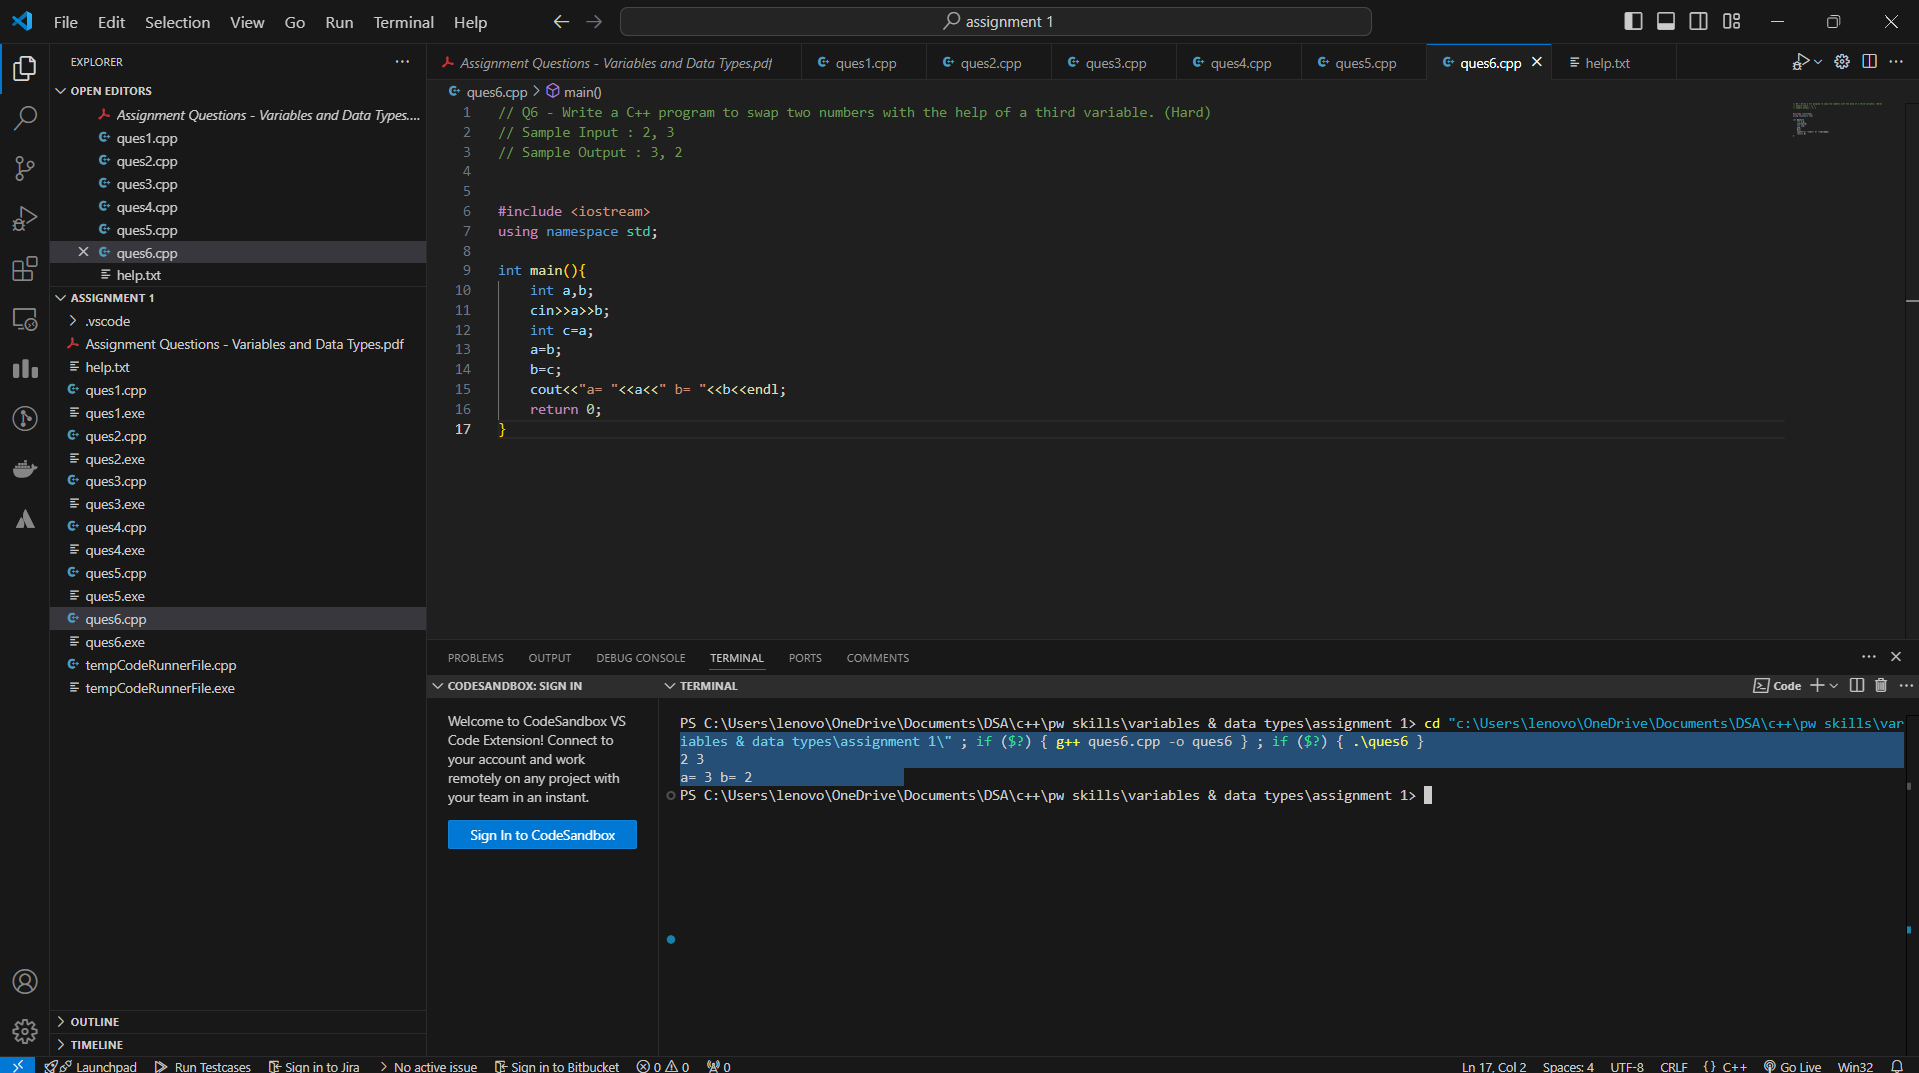 File Edit Selection View Go Run Terminal Help
assignment 1
EXPLORER
OPEN EDITORS
Assignment Questions - Variables and Data Types....
ques1.cpp
ques2.cpp
ques3.cpp
ques4.cpp
ques5.cpp
ques6.cpp
help.txt
ASSIGNMENT 1
.vscode
Assignment Questions - Variables and Data Types.pdf
help.txt
ques1.cpp
ques1.exe
ques2.cpp
ques2.exe
ques3.cpp
ques3.exe
ques4.cpp
ques4.exe
ques5.cpp
ques5.exe
ques6.cpp
ques6.exe
tempCodeRunnerFile.cpp
tempCodeRunnerFile.exe
OUTLINE
TIMELINE
Assignment Questions - Variables and Data Types.pdf ques1.cpp ques2.cpp ques3.cpp ques4.cpp ques5.cpp ques6.cpp help.txt
ques6.cpp > main()
1 // Q6 - Write a C++ program to swap two numbers with the help of a third variable. (Hard)
2 // Sample Input : 2, 3
3 // Sample Output : 3, 2
4
5
6 #include <iostream>
7 using namespace std;
8
9 int main(){
10 int a,b;
11 cin>>a>>b;
12 int c=a;
13 a=b;
14 b=c;
15 cout<<"a= "<<a<<" b= "<<b<<endl;
16 return 0;
17 }
PROBLEMS OUTPUT DEBUG CONSOLE TERMINAL PORTS COMMENTS
CODESANDBOX: SIGN IN
Welcome to CodeSandbox VS
Code Extension! Connect to
your account and work
remotely on any project with
your team in an instant.
Sign In to CodeSandbox
TERMINAL
Code
PS C:\Users\lenovo\OneDrive\Documents\DSA\c++\pw skills\variables & data types\assignment 1> cd "c:\Users\lenovo\OneDrive\Documents\DSA\c++\pw skills\var
iables & data types\assignment 1\" ; if ($?) { g++ ques6.cpp -o ques6 } ; if ($?) { .\ques6 }
2 3
a= 3 b= 2
PS C:\Users\lenovo\OneDrive\Documents\DSA\c++\pw skills\variables & data types\assignment 1>
Launchpad Run Testcases Sign in to Jira No active issue Sign in to Bitbucket 0 0 0 Ln 17, Col 2 Spaces: 4 UTF-8 CRLF {} C++ Go Live Win32